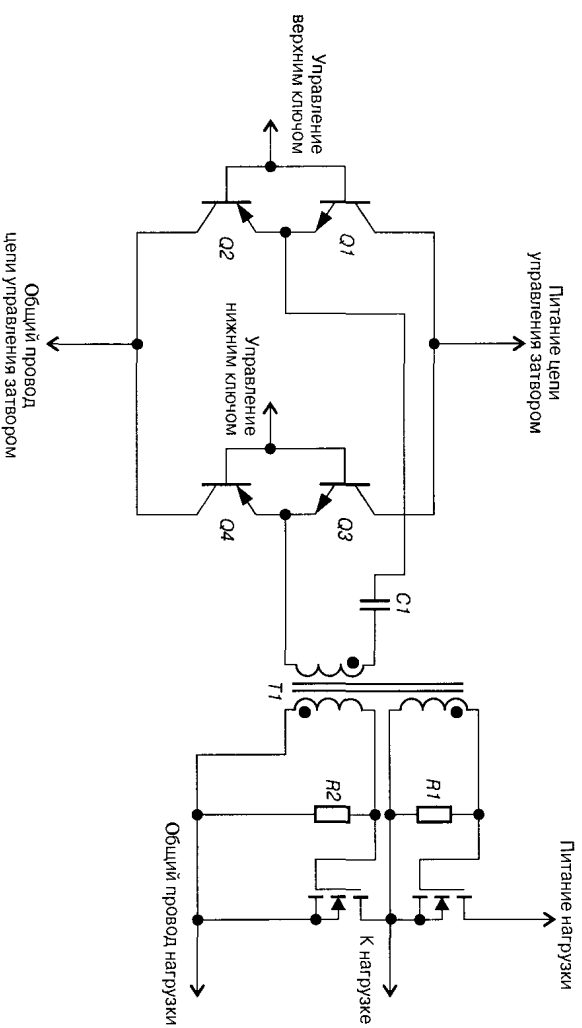 Управление
верхним ключом
Q1
Q2
Питание цепи
управления затвором
Общий провод
цепи управления затвором
Управление
нижним ключом
Q3
Q4
C1
T1
R1
R2
Питание нагрузки
К нагрузке
Общий провод нагрузки